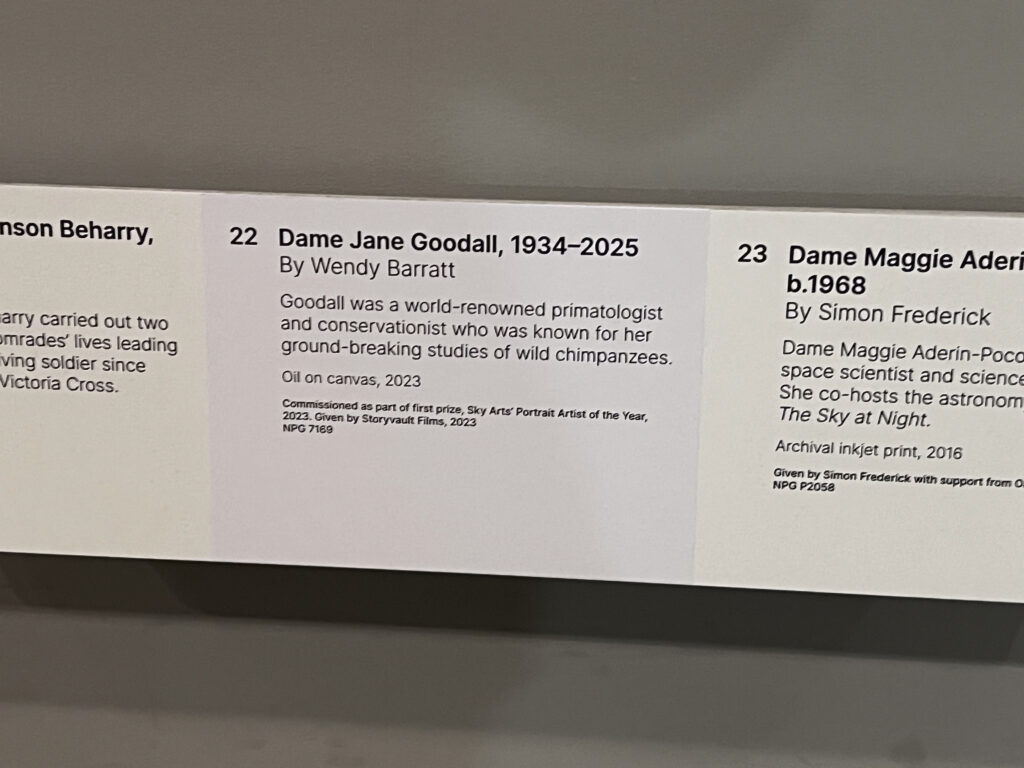 nson Beharry,
arry carried out two
omrades' lives leading
ving soldier since
Victoria Cross.
22 Dame Jane Goodall, 1934–2025
By Wendy Barratt
Goodall was a world-renowned primatologist
and conservationist who was known for her
ground-breaking studies of wild chimpanzees.
Oil on canvas, 2023
Commissioned as part of first prize, Sky Arts' Portrait Artist of the Year,
2023. Given by Storyvault Films, 2023
NPG 7169
23 Dame Maggie Aderi
b.1968
By Simon Frederick
Dame Maggie Aderin-Poco
space scientist and science
She co-hosts the astronom
The Sky at Night.
Archival inkjet print, 2016
Given by Simon Frederick with support from O
NPG P2058